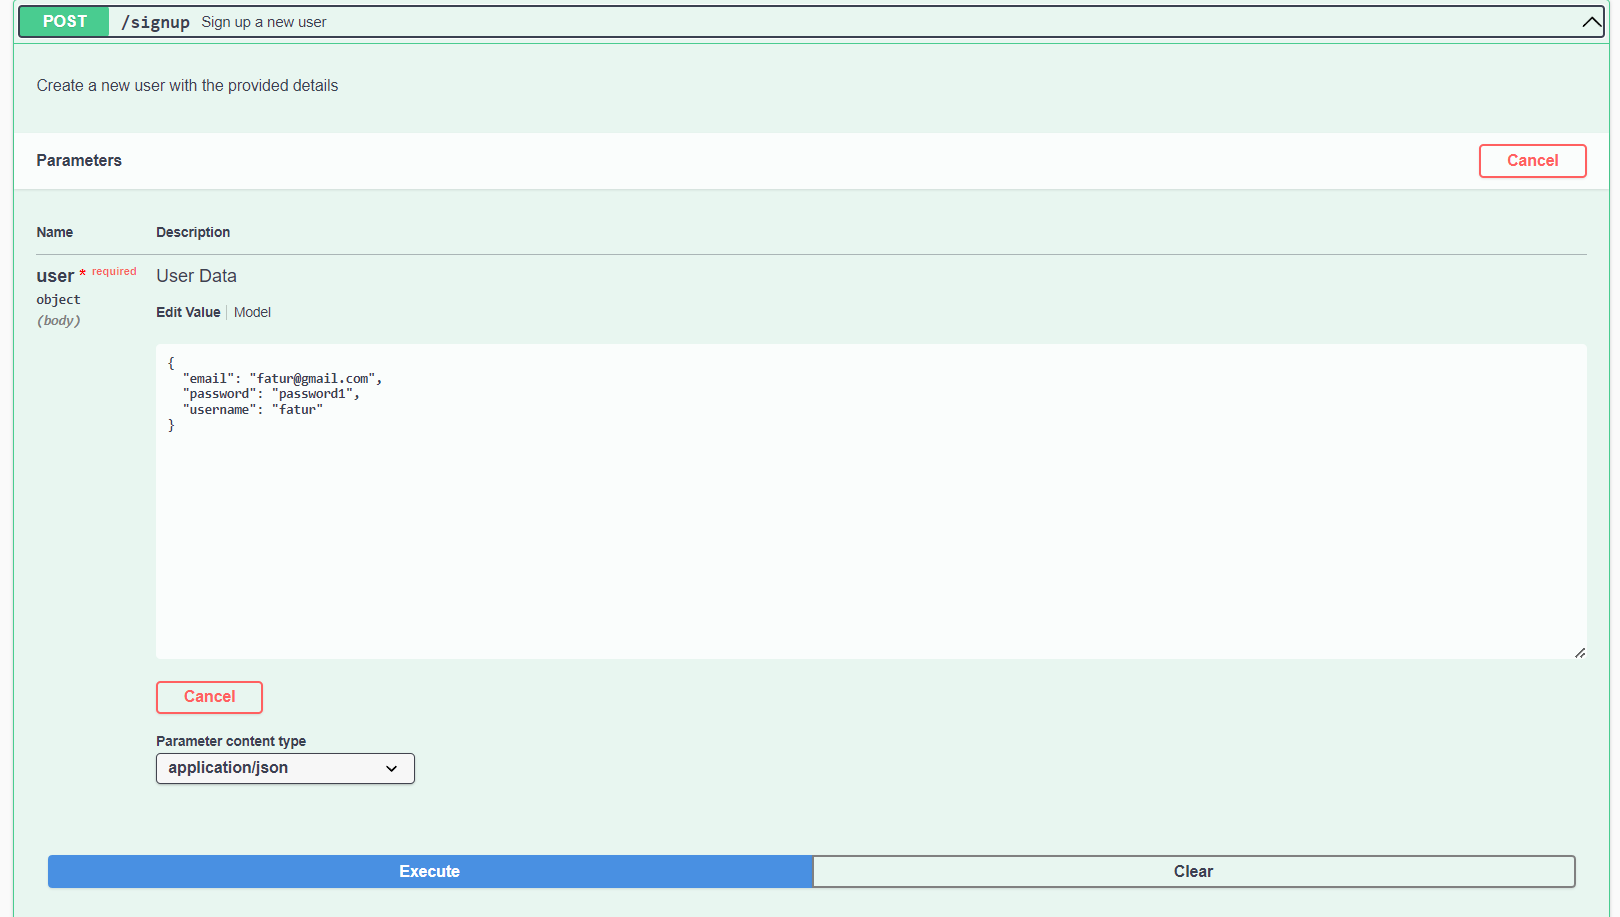 POST /signup Sign up a new user
Create a new user with the provided details
Parameters Cancel
Name Description
user * required User Data
object
(body)
Edit Value Model
{
  "email": "fatur@gmail.com",
  "password": "password1",
  "username": "fatur"
}
Cancel
Parameter content type
application/json
Execute Clear